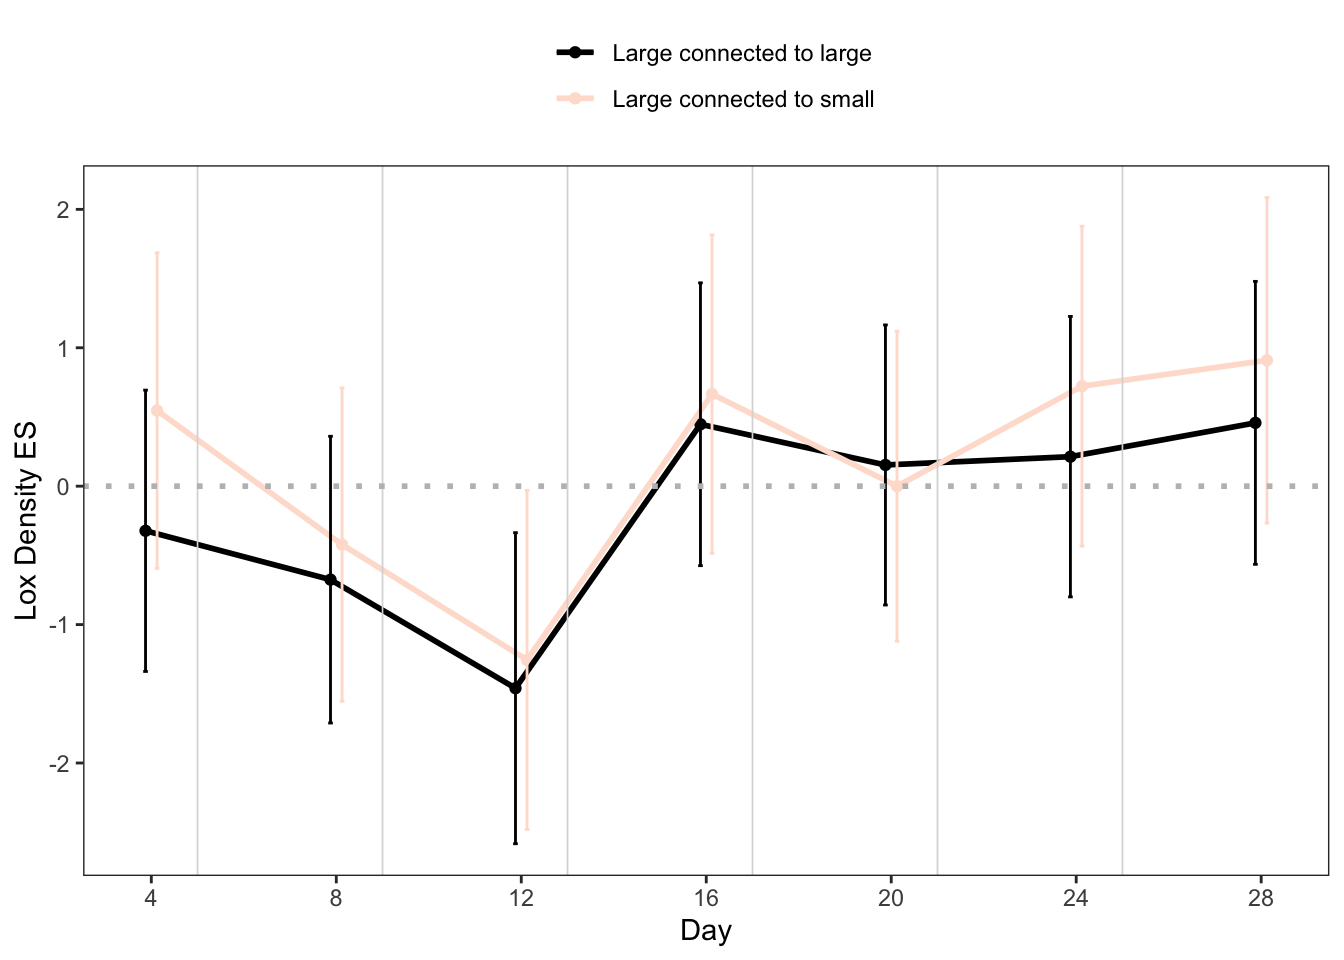 Large connected to large
Large connected to small
2
1
0
-1
-2
Lox Density ES
4 8 12 16 20 24 28
Day